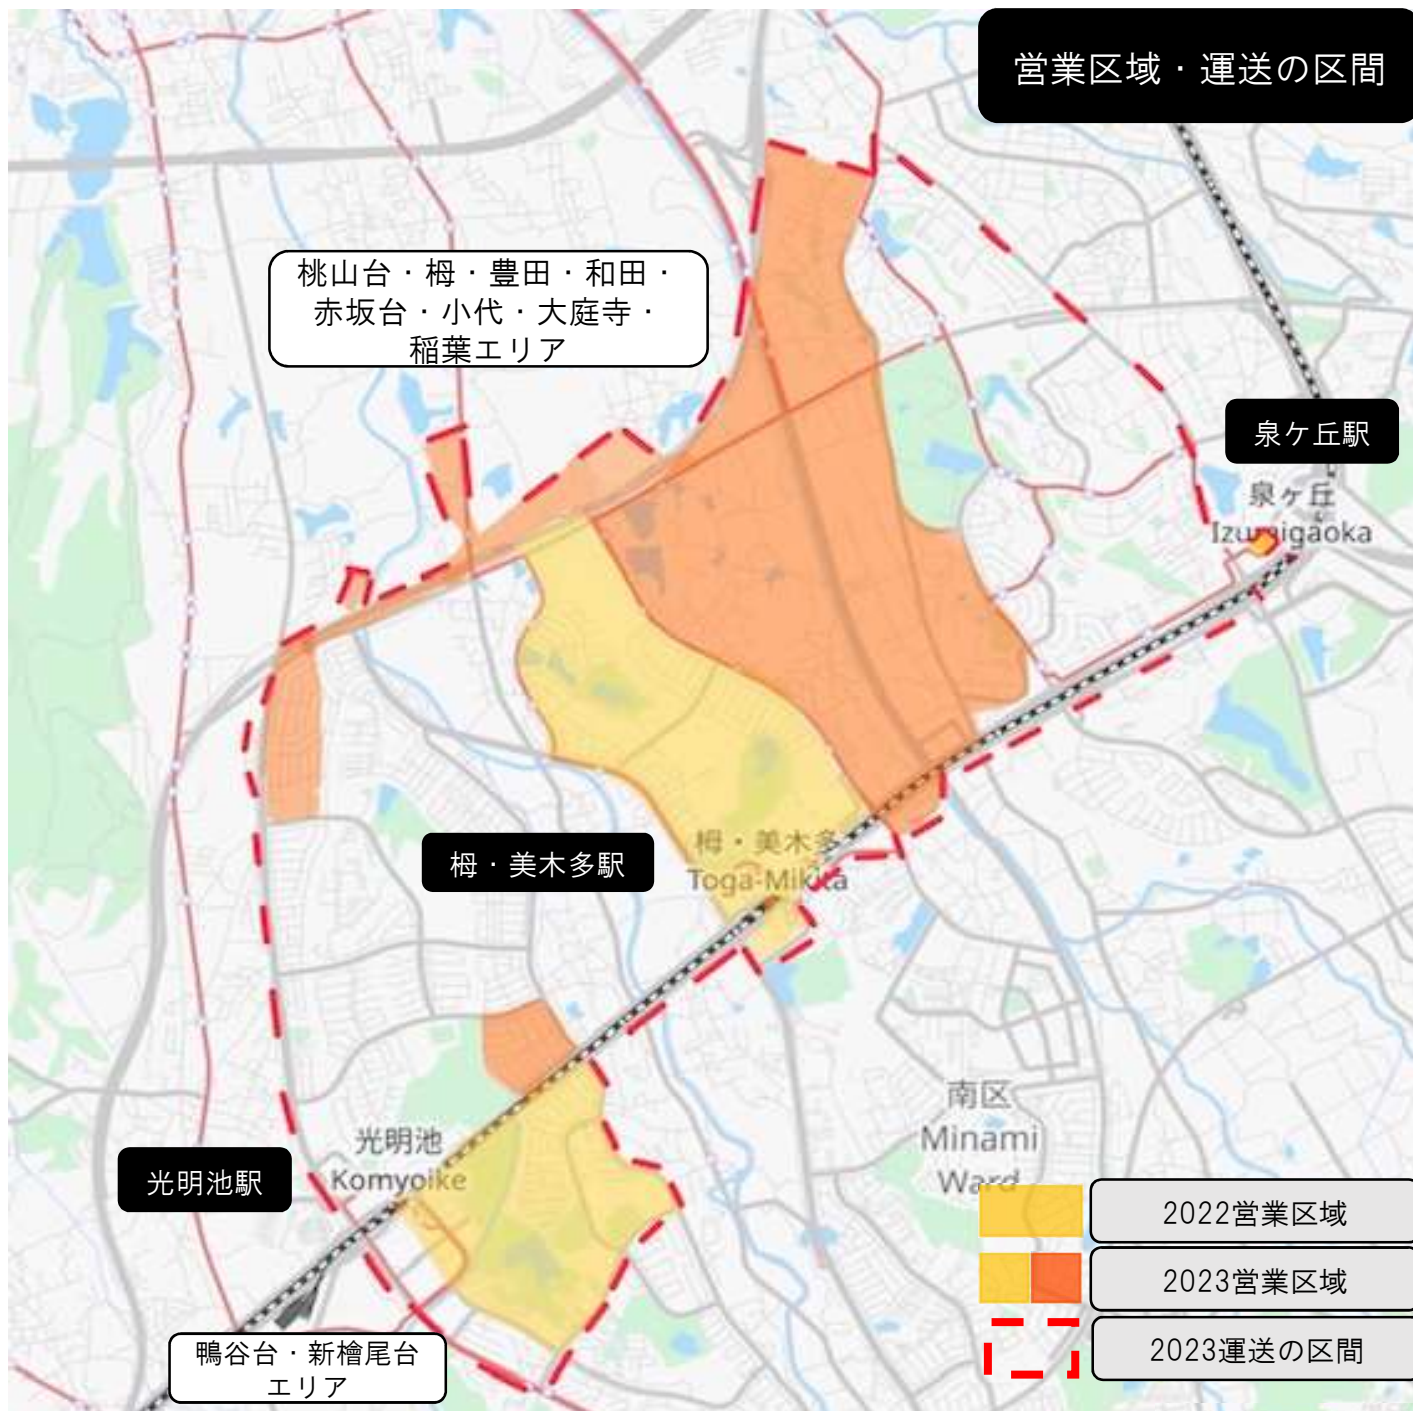 営業区域・運送の区間
桃山台・栂・豊田・和田・
赤坂台・小代・大庭寺・
稲葉エリア
泉ケ丘駅
泉ヶ丘
Izumigaoka
栂・美木多駅
栂・美木多
Toga-Mikita
南区
Minami
Ward
光明池
Komyoike
光明池駅
2022営業区域
2023営業区域
2023運送の区間
鴨谷台・新檜尾台
エリア